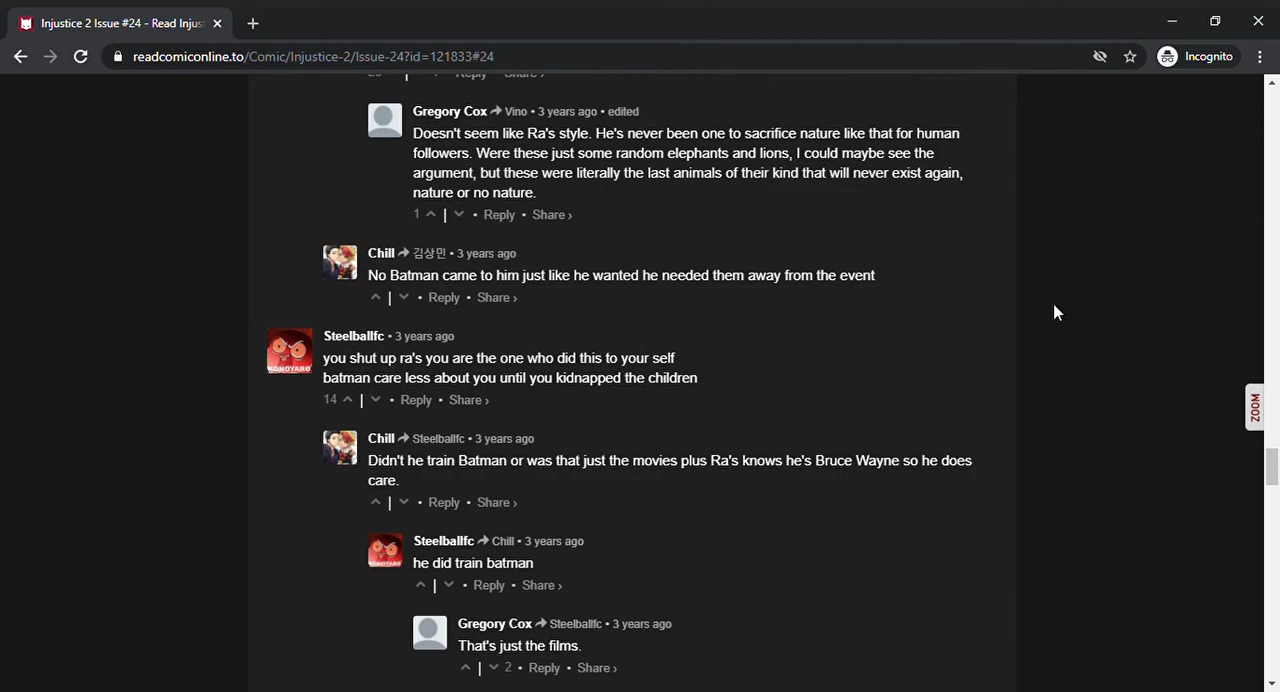 Injustice 2 Issue #24 - Read Injus
readcomiconline.to/Comic/Injustice-2/Issue-24?id=121833#24
Incognito
Reply Share ›
Gregory Cox Vino • 3 years ago • edited
Doesn't seem like Ra's style. He's never been one to sacrifice nature like that for human
followers. Were these just some random elephants and lions, I could maybe see the
argument, but these were literally the last animals of their kind that will never exist again,
nature or no nature.
1 | • Reply • Share ›
Chill 김상민 • 3 years ago
No Batman came to him just like he wanted he needed them away from the event
| • Reply • Share ›
Steelballfc • 3 years ago
you shut up ra's you are the one who did this to your self
batman care less about you until you kidnapped the children
14 | • Reply • Share ›
ZOOM
Chill Steelballfc • 3 years ago
Didn't he train Batman or was that just the movies plus Ra's knows he's Bruce Wayne so he does
care.
| • Reply • Share ›
Steelballfc Chill • 3 years ago
he did train batman
| • Reply • Share ›
Gregory Cox Steelballfc • 3 years ago
That's just the films.
| 2 • Reply • Share ›